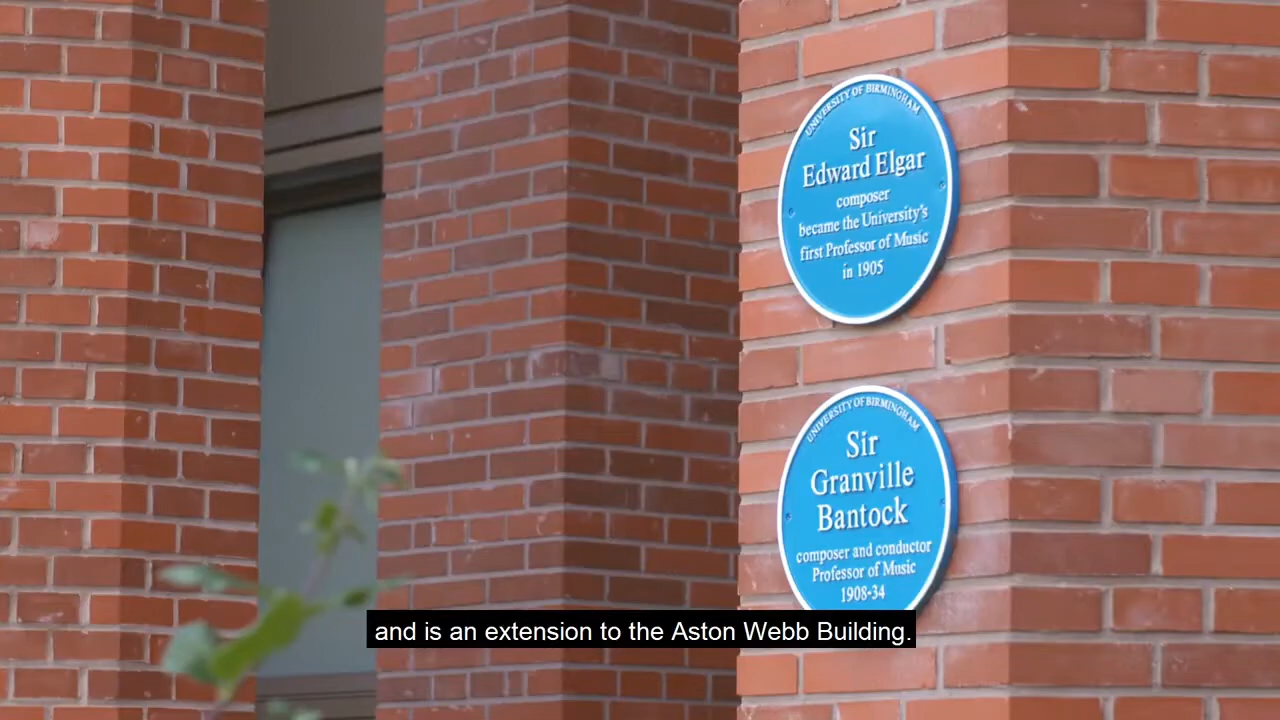 UNIVERSITY OF BIRMINGHAM
Sir
Edward Elgar
composer
became the University's
first Professor of Music
in 1905
UNIVERSITY OF BIRMINGHAM
Sir
Granville
Bantock
composer and conductor
Professor of Music
1908-34
and is an extension to the Aston Webb Building.